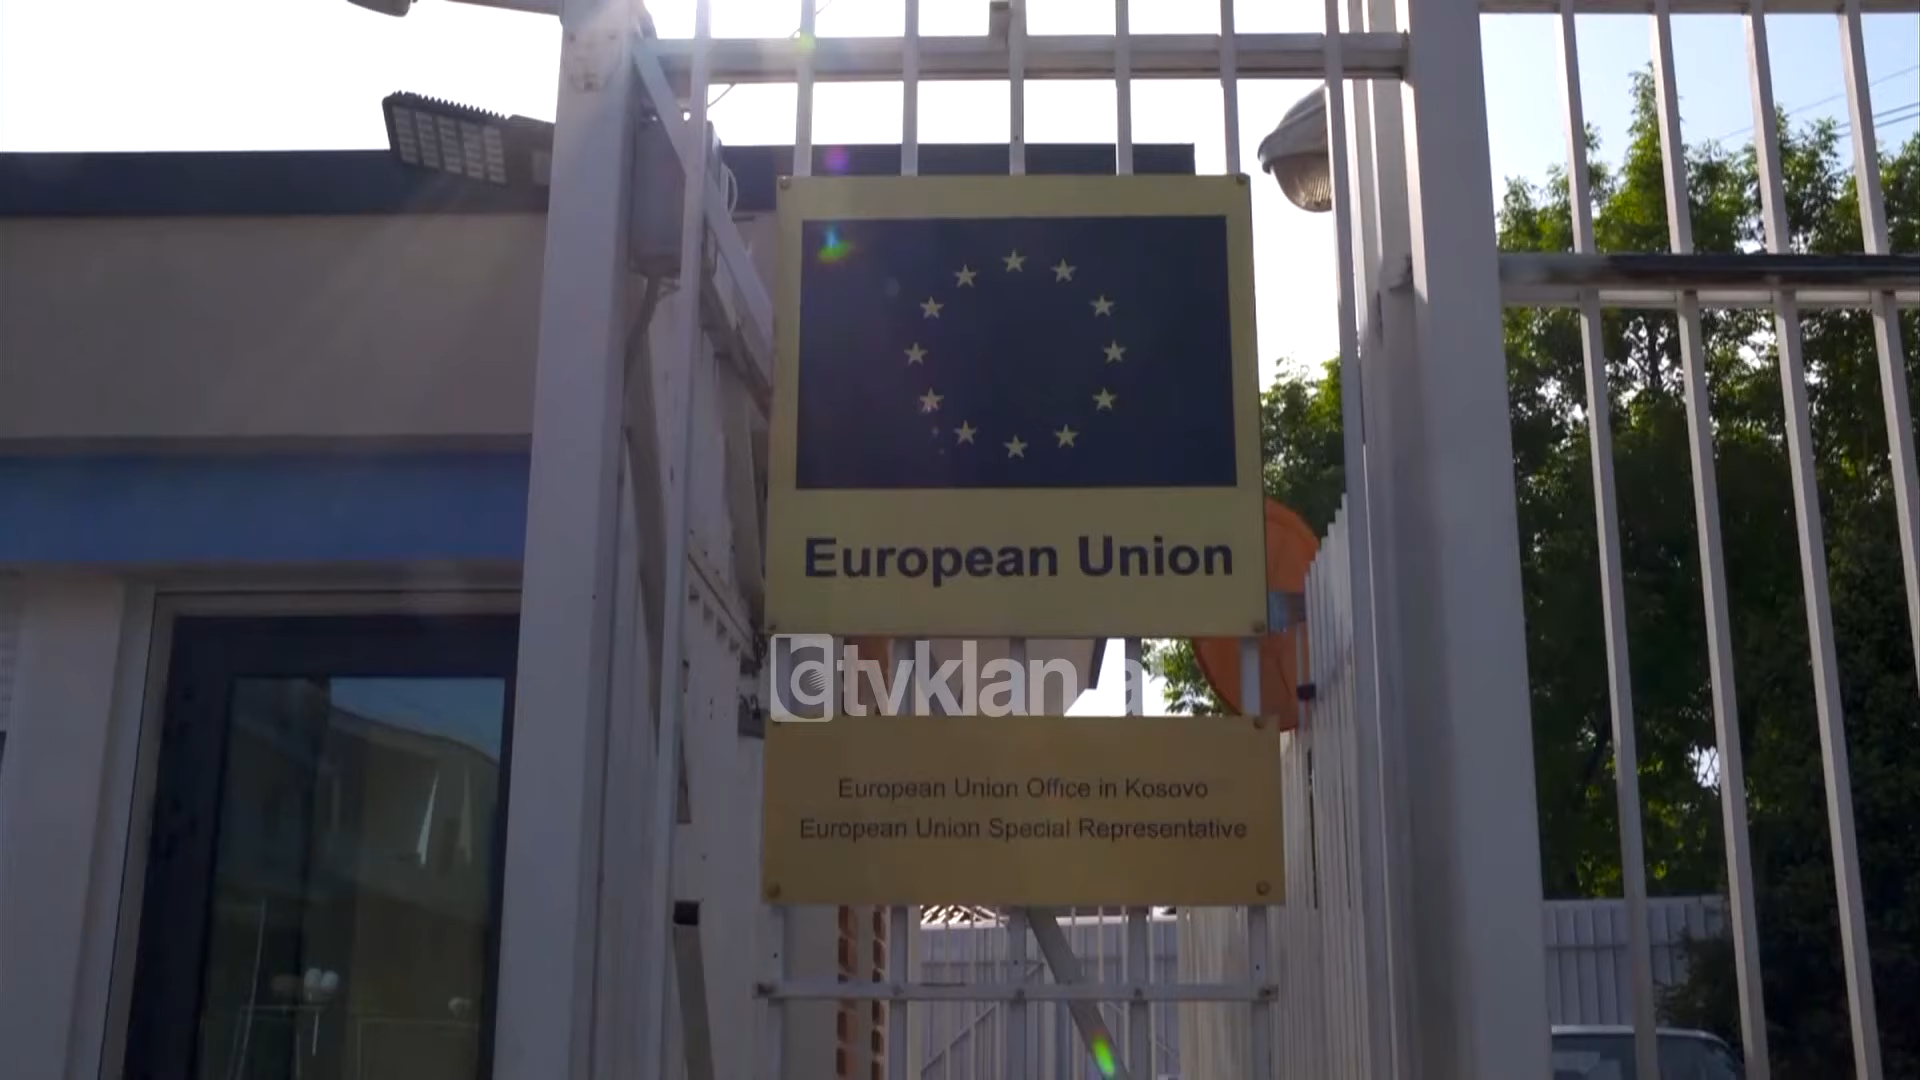 European Union
tvklan.a
European Union Office in Kosovo
European Union Special Representative